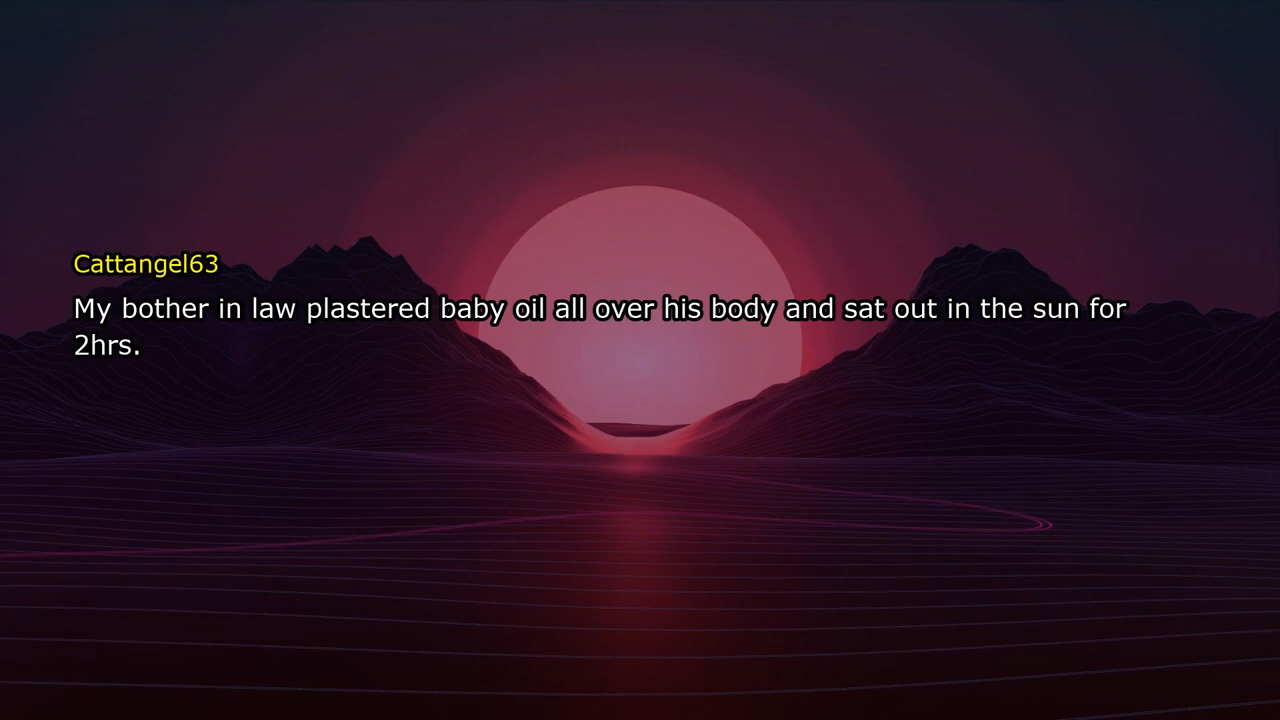 Cattangel63
My bother in law plastered baby oil all over his body and sat out in the sun for
2hrs.